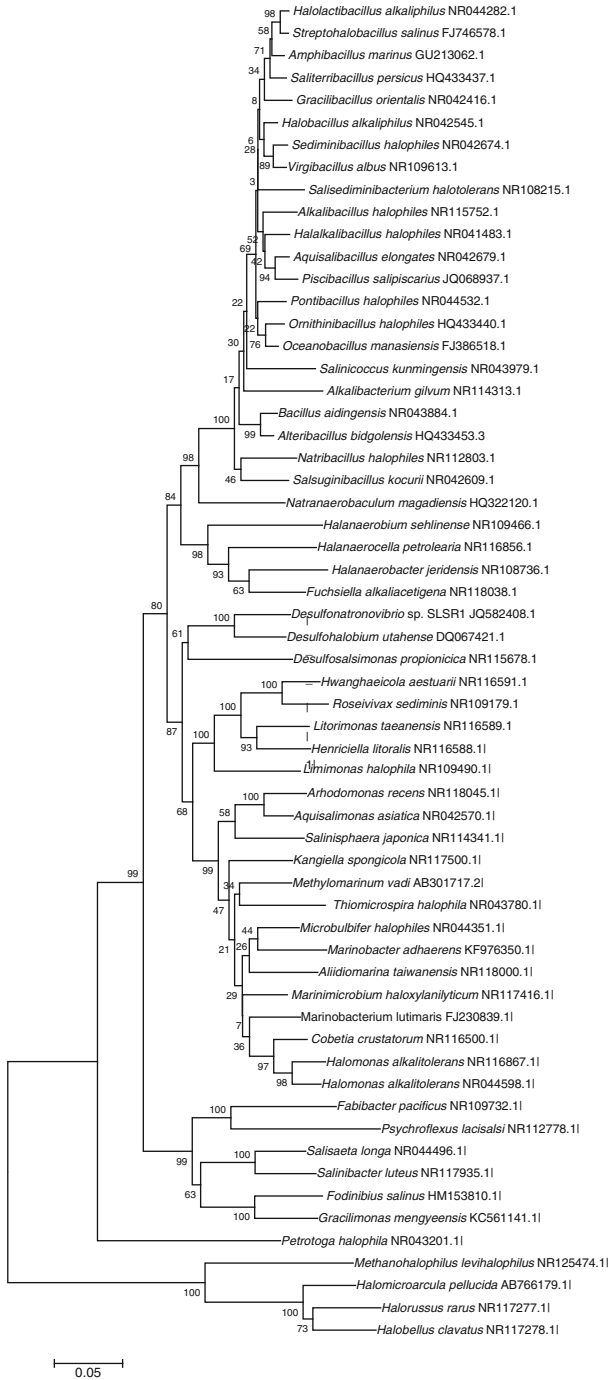 Halolactibacillus alkaliphilus NR044282.1
98
Streptohalobacillus salinus FJ746578.1
58
Amphibacillus marinus GU213062.1
71
Saliterribacillus persicus HQ433437.1
34
Gracilibacillus orientalis NR042416.1
8
Halobacillus alkaliphilus NR042545.1
6
Sediminibacillus halophiles NR042674.1
28
Virgibacillus albus NR109613.1
89
3
Salisediminibacterium halotolerans NR108215.1
Alkalibacillus halophiles NR115752.1
52
Halalkalibacillus halophiles NR041483.1
69
Aquisalibacillus elongates NR042679.1
42
Piscibacillus salipiscarius JQ068937.1
94
Pontibacillus halophiles NR044532.1
22
Ornithinibacillus halophiles HQ433440.1
22
Oceanobacillus manasiensis FJ386518.1
76
30
Salinicoccus kunmingensis NR043979.1
17
Alkalibacterium gilvum NR114313.1
Bacillus aidingensis NR043884.1
100
Alteribacillus bidgolensis HQ433453.3
99
Natribacillus halophiles NR112803.1
98
Salsuginibacillus kocurii NR042609.1
46
84
Natranaerobaculum magadiensis HQ322120.1
Halanaerobium sehlinense NR109466.1
98
Halanaerocella petrolearia NR116856.1
93
Halanaerobacter jeridensis NR108736.1
63
Fuchsiella alkaliacetigena NR118038.1
80
100
Desulfonatronovibrio sp. SLSR1 JQ582408.1
61
Desulfohalobium utahense DQ067421.1
Desulfosalsimonas propionicica NR115678.1
87
100
Hwanghaeicola aestuarii NR116591.1
100
Roseivivax sediminis NR109179.1
Litorimonas taeanensis NR116589.1
100
93
Henriciella litoralis NR116588.1|
Limimonas halophila NR109490.1|
68
Arhodomonas recens NR118045.1|
100
58
Aquisalimonas asiatica NR042570.1|
Salinisphaera japonica NR114341.1|
99
Kangiella spongicola NR117500.1|
34
Methylomarinum vadi AB301717.2|
47
Thiomicrospira halophila NR043780.1|
44
Microbulbifer halophiles NR044351.1|
21
26
Marinobacter adhaerens KF976350.1|
Aliidiomarina taiwanensis NR118000.1|
29
Marinimicrobium haloxylanilyticum NR117416.1|
7
Marinobacterium lutimaris FJ230839.1|
36
Cobetia crustatorum NR116500.1|
97
Halomonas alkalitolerans NR116867.1|
98
Halomonas alkalitolerans NR044598.1|
99
100
Fabibacter pacificus NR109732.1|
Psychroflexus lacisalsi NR112778.1|
99
100
Salisaeta longa NR044496.1|
Salinibacter luteus NR117935.1|
63
Fodinibius salinus HM153810.1|
100
Gracilimonas mengyeensis KC561141.1|
Petrotoga halophila NR043201.1|
Methanohalophilus levihalophilus NR125474.1|
100
Halomicroarcula pellucida AB766179.1|
100
Halorussus rarus NR117277.1|
73
Halobellus clavatus NR117278.1|
0.05